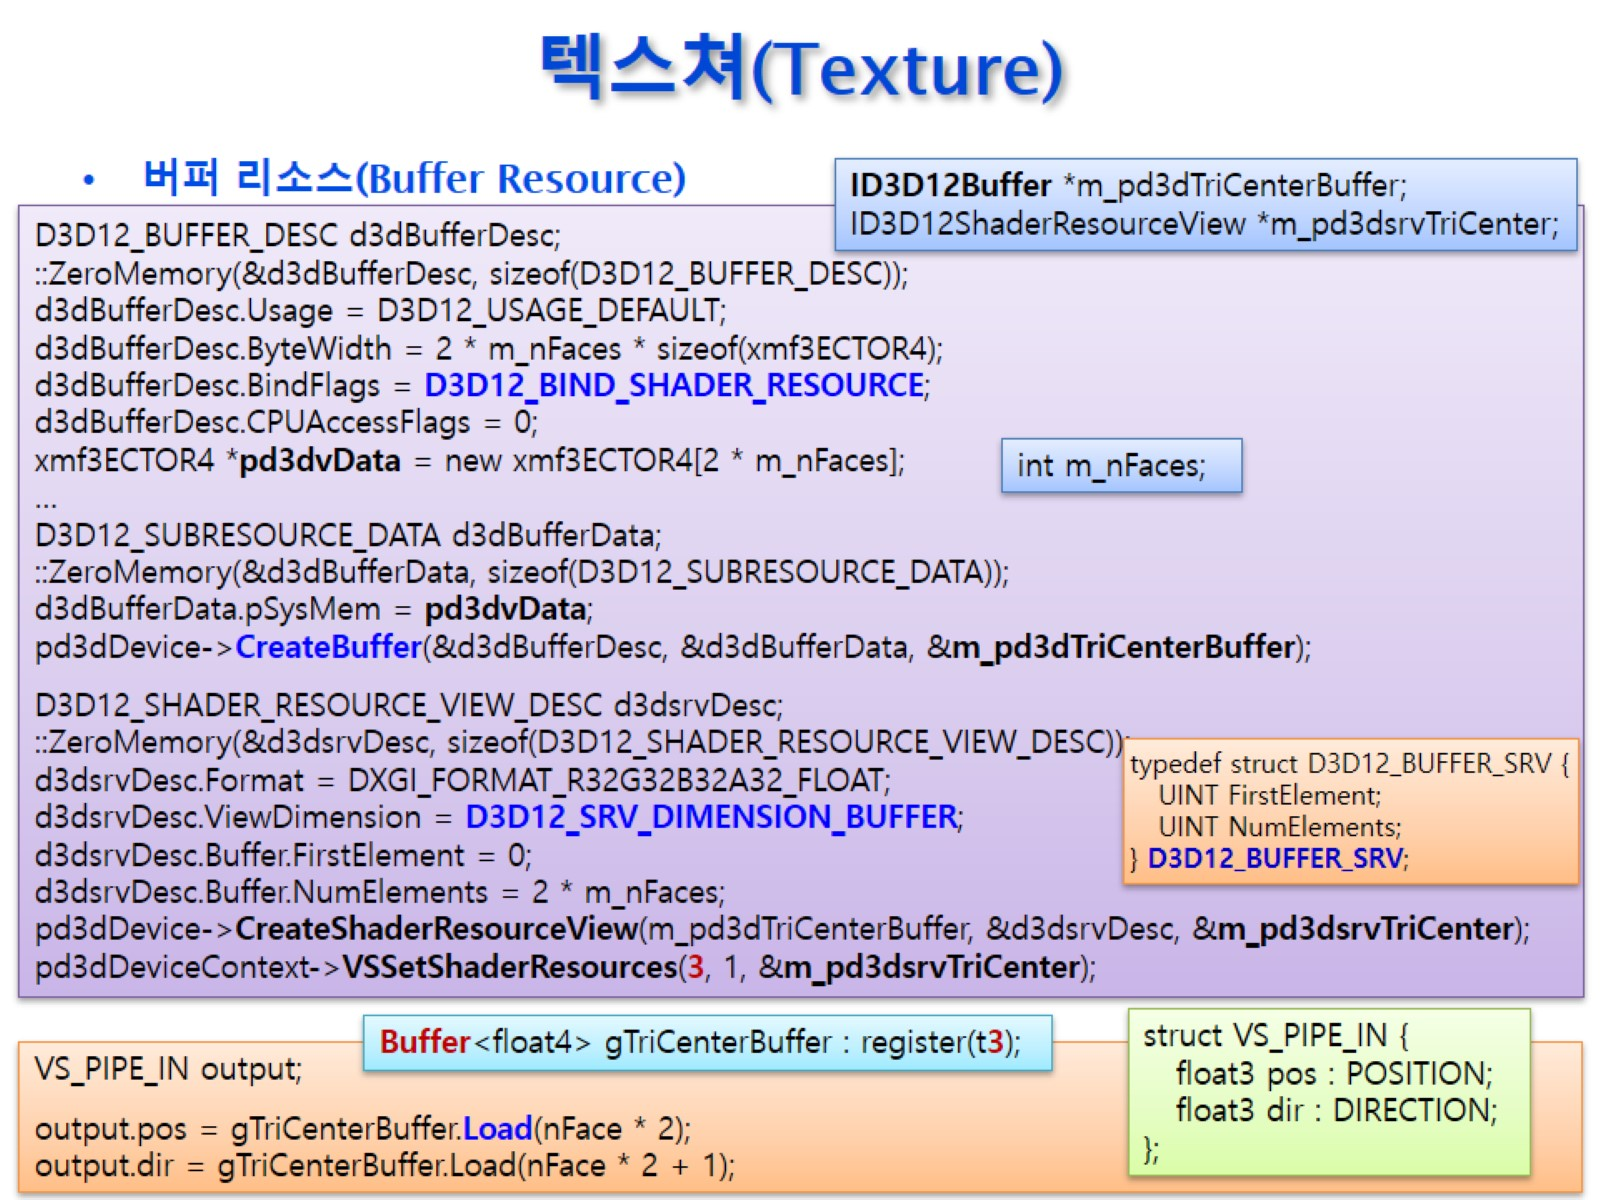 텍스쳐(Texture)
• 버퍼 리소스(Buffer Resource)
ID3D12Buffer *m_pd3dTriCenterBuffer;
ID3D12ShaderResourceView *m_pd3dsrvTriCenter;
D3D12_BUFFER_DESC d3dBufferDesc;
::ZeroMemory(&d3dBufferDesc, sizeof(D3D12_BUFFER_DESC));
d3dBufferDesc.Usage = D3D12_USAGE_DEFAULT;
d3dBufferDesc.ByteWidth = 2 * m_nFaces * sizeof(xmf3ECTOR4);
d3dBufferDesc.BindFlags = D3D12_BIND_SHADER_RESOURCE;
d3dBufferDesc.CPUAccessFlags = 0;
xmf3ECTOR4 *pd3dvData = new xmf3ECTOR4[2 * m_nFaces];
int m_nFaces;
...
D3D12_SUBRESOURCE_DATA d3dBufferData;
::ZeroMemory(&d3dBufferData, sizeof(D3D12_SUBRESOURCE_DATA));
d3dBufferData.pSysMem = pd3dvData;
pd3dDevice->CreateBuffer(&d3dBufferDesc, &d3dBufferData, &m_pd3dTriCenterBuffer);
D3D12_SHADER_RESOURCE_VIEW_DESC d3dsrvDesc;
::ZeroMemory(&d3dsrvDesc, sizeof(D3D12_SHADER_RESOURCE_VIEW_DESC));
d3dsrvDesc.Format = DXGI_FORMAT_R32G32B32A32_FLOAT;
d3dsrvDesc.ViewDimension = D3D12_SRV_DIMENSION_BUFFER;
d3dsrvDesc.Buffer.FirstElement = 0;
d3dsrvDesc.Buffer.NumElements = 2 * m_nFaces;
pd3dDevice->CreateShaderResourceView(m_pd3dTriCenterBuffer, &d3dsrvDesc, &m_pd3dsrvTriCenter);
pd3dDeviceContext->VSSetShaderResources(3, 1, &m_pd3dsrvTriCenter);
typedef struct D3D12_BUFFER_SRV {
UINT FirstElement;
UINT NumElements;
} D3D12_BUFFER_SRV;
Buffer<float4> gTriCenterBuffer : register(t3);
VS_PIPE_IN output;
output.pos = gTriCenterBuffer.Load(nFace * 2);
output.dir = gTriCenterBuffer.Load(nFace * 2 + 1);
struct VS_PIPE_IN {
float3 pos : POSITION;
float3 dir : DIRECTION;
};